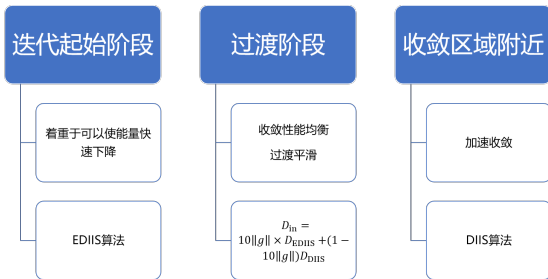 迭代起始阶段
着重于可以使能量快
速下降
EDIIS算法
过渡阶段
收敛性能均衡
过渡平滑
D_in =
10‖g‖ × D_EDIIS +(1 −
10‖g‖)D_DIIS
收敛区域附近
加速收敛
DIIS算法